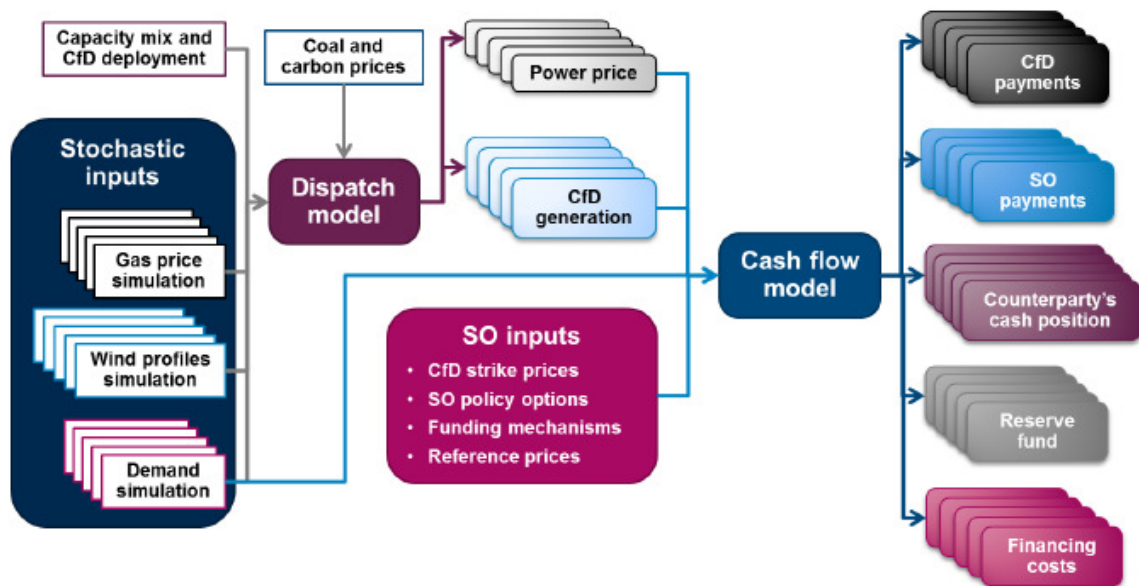 Capacity mix and
CfD deployment
Coal and
carbon prices
Stochastic
inputs
Gas price
simulation
Wind profiles
simulation
Demand
simulation
Dispatch
model
Power price
CfD
generation
SO inputs
• CfD strike prices
• SO policy options
• Funding mechanisms
• Reference prices
Cash flow
model
CfD
payments
SO
payments
Counterparty's
cash position
Reserve
fund
Financing
costs